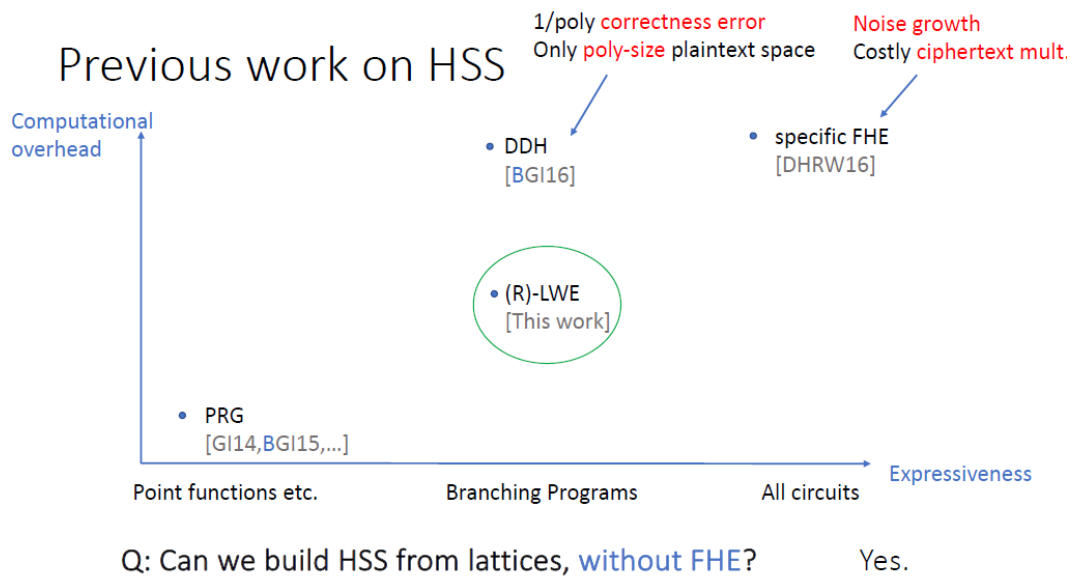 1/poly correctness error
Only poly-size plaintext space
Noise growth
Costly ciphertext mult.
Previous work on HSS
Computational
overhead
DDH
[BGI16]
specific FHE
[DHRW16]
(R)-LWE
[This work]
PRG
[GI14,BGI15,...]
Expressiveness
Point functions etc.
Branching Programs
All circuits
Q: Can we build HSS from lattices, without FHE? Yes.